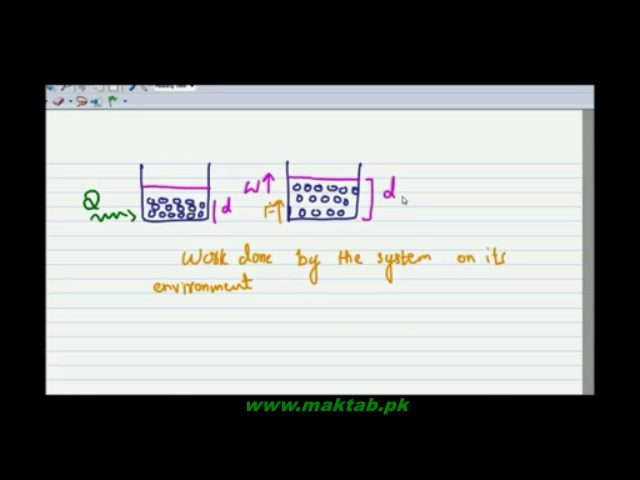 Q
d
W
F
d
Work done by the system on its
environment
www.maktab.pk